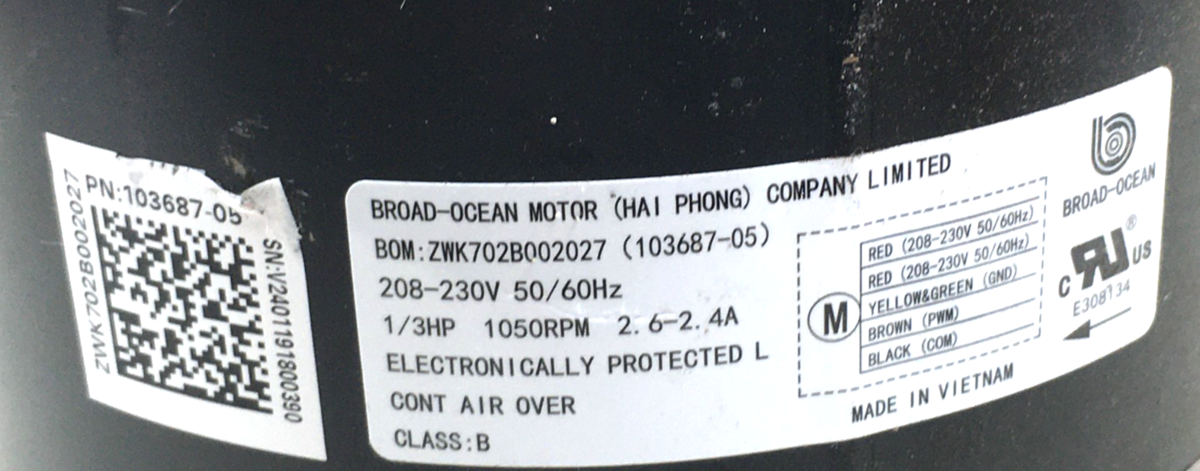 PN:103687-05
ZWK702B002027
SN:V2401191800390
BROAD-OCEAN MOTOR (HAI PHONG) COMPANY LIMITED
BOM:ZWK702B002027 (103687-05)
208-230V 50/60Hz
1/3HP 1050RPM 2.6-2.4A
ELECTRONICALLY PROTECTED L
CONT AIR OVER
CLASS:B
M
RED (208-230V 50/60Hz)
RED (208-230V 50/60Hz)
YELLOW&GREEN (GND)
BROWN (PWM)
BLACK (COM)
MADE IN VIETNAM
b
BROAD-OCEAN
C RU ® US
E308134